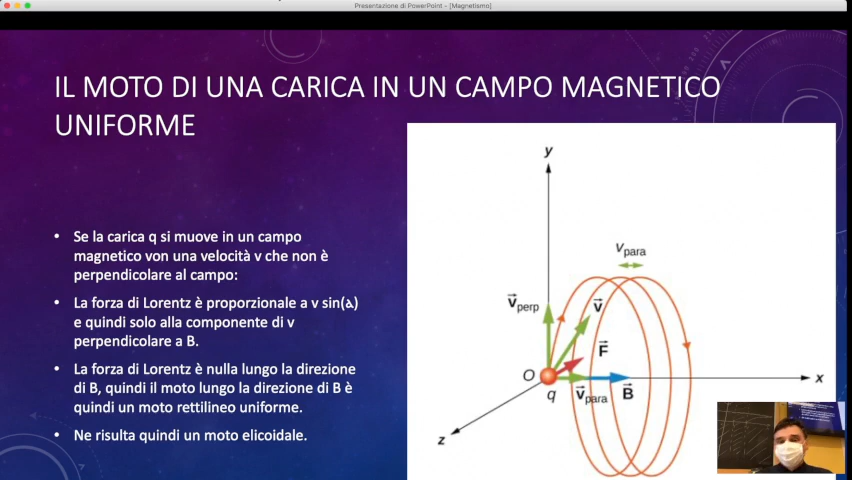 Presentazione di PowerPoint - [Magnetismo]
IL MOTO DI UNA CARICA IN UN CAMPO MAGNETICO
UNIFORME
• Se la carica q si muove in un campo
magnetico von una velocità v che non è
perpendicolare al campo:
• La forza di Lorentz è proporzionale a v sin(ʎ)
e quindi solo alla componente di v
perpendicolare a B.
• La forza di Lorentz è nulla lungo la direzione
di B, quindi il moto lungo la direzione di B è
quindi un moto rettilineo uniforme.
• Ne risulta quindi un moto elicoidale.
y
v para
v⃗ perp
v⃗
F⃗
O
q
v⃗ para
B⃗
x
z